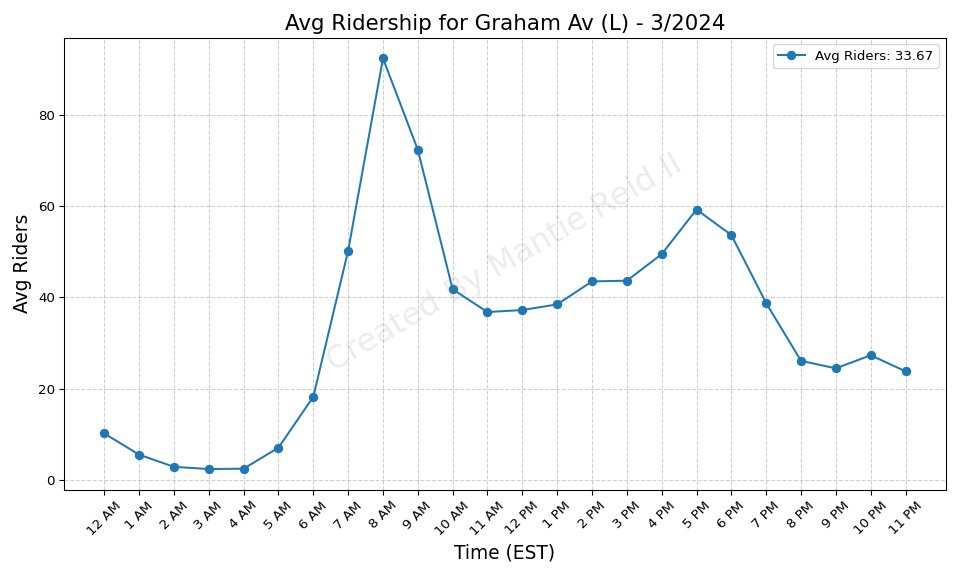 Avg Ridership for Graham Av (L) - 3/2024
Avg Riders: 33.67
Avg Riders
80
60
40
20
0
Created By Mantie Reid II
12 AM
1 AM
2 AM
3 AM
4 AM
5 AM
6 AM
7 AM
8 AM
9 AM
10 AM
11 AM
12 PM
1 PM
2 PM
3 PM
4 PM
5 PM
6 PM
7 PM
8 PM
9 PM
10 PM
11 PM
Time (EST)